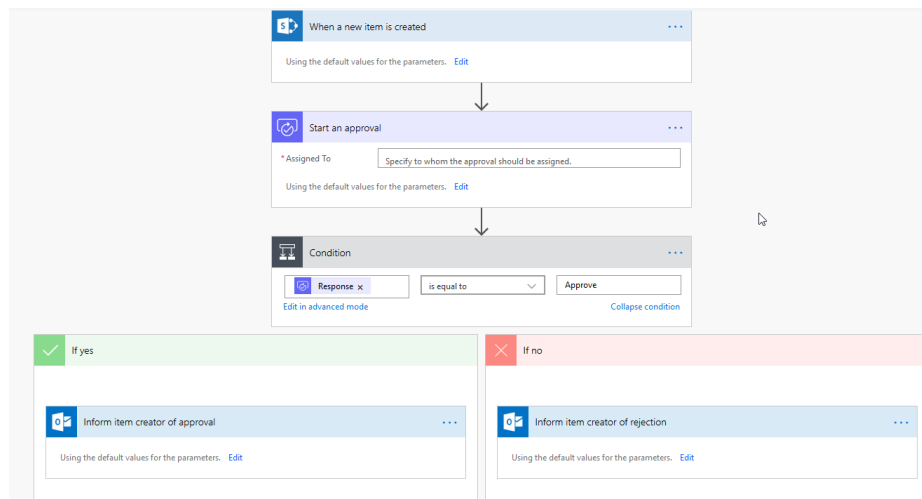 When a new item is created
Using the default values for the parameters. Edit
Start an approval
*Assigned To Specify to whom the approval should be assigned.
Using the default values for the parameters. Edit
Condition
Response x is equal to Approve
Edit in advanced mode Collapse condition
If yes If no
Inform item creator of approval Inform item creator of rejection
Using the default values for the parameters. Edit Using the default values for the parameters. Edit